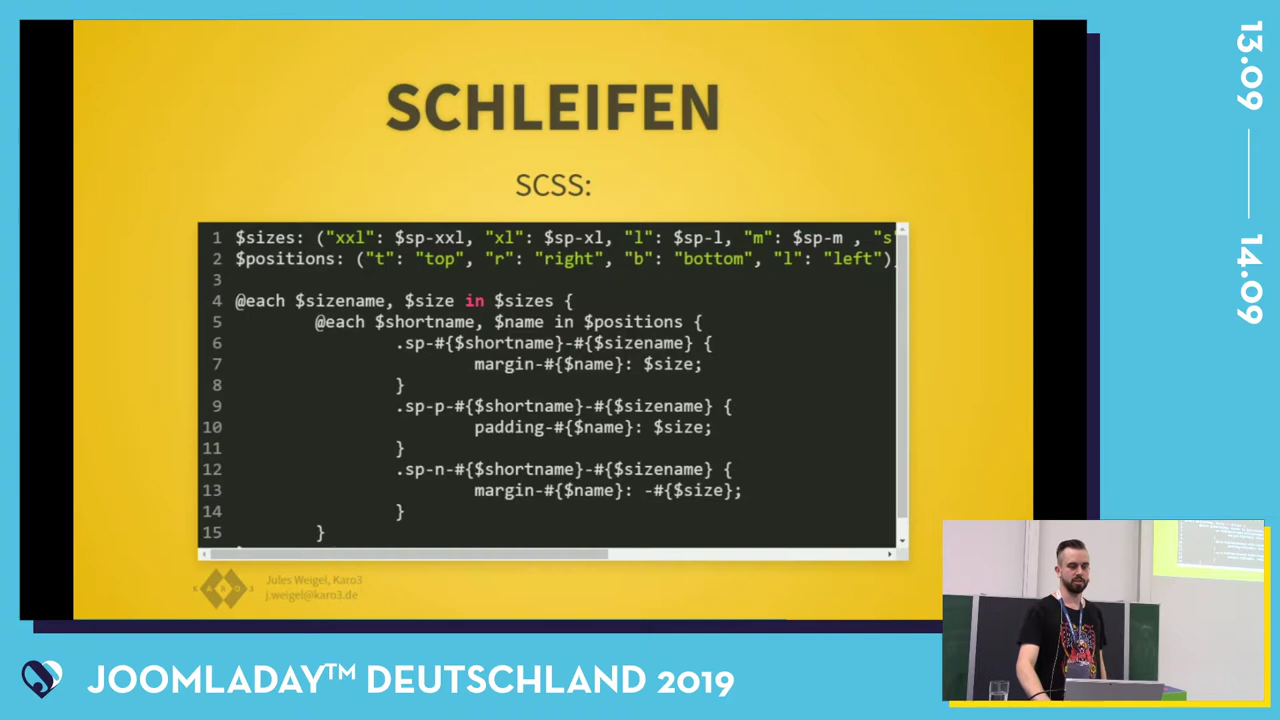 SCHLEIFEN
SCSS:
1 $sizes: ("xxl": $sp-xxl, "xl": $sp-xl, "l": $sp-l, "m": $sp-m , "s"
2 $positions: ("t": "top", "r": "right", "b": "bottom", "l": "left")
3
4 @each $sizename, $size in $sizes {
5 @each $shortname, $name in $positions {
6 .sp-#{$shortname}-#{$sizename} {
7 margin-#{$name}: $size;
8 }
9 .sp-p-#{$shortname}-#{$sizename} {
10 padding-#{$name}: $size;
11 }
12 .sp-n-#{$shortname}-#{$sizename} {
13 margin-#{$name}: -#{$size};
14 }
15 }
KARO3
Jules Weigel, Karo3
j.weigel@karo3.de
13.09
14.09
JOOMLADAY™ DEUTSCHLAND 2019